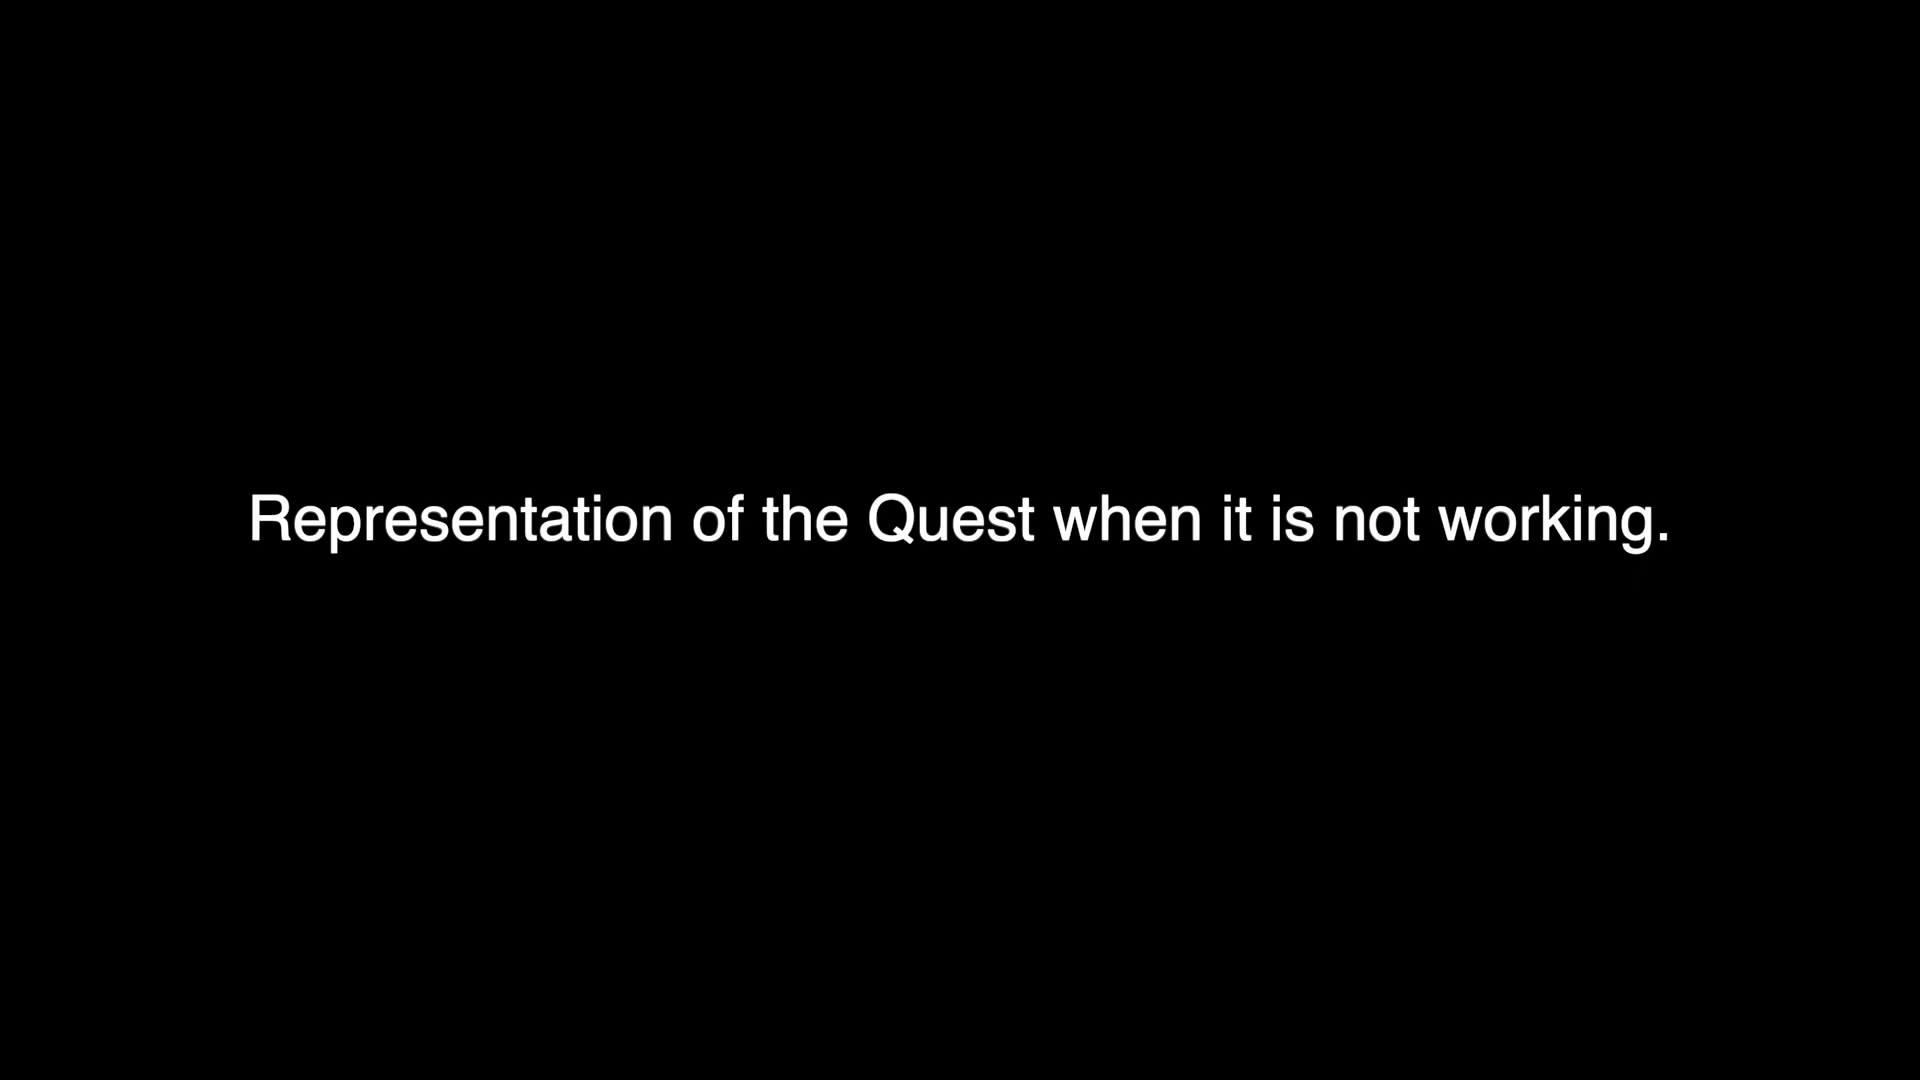 Representation of the Quest when it is not working.